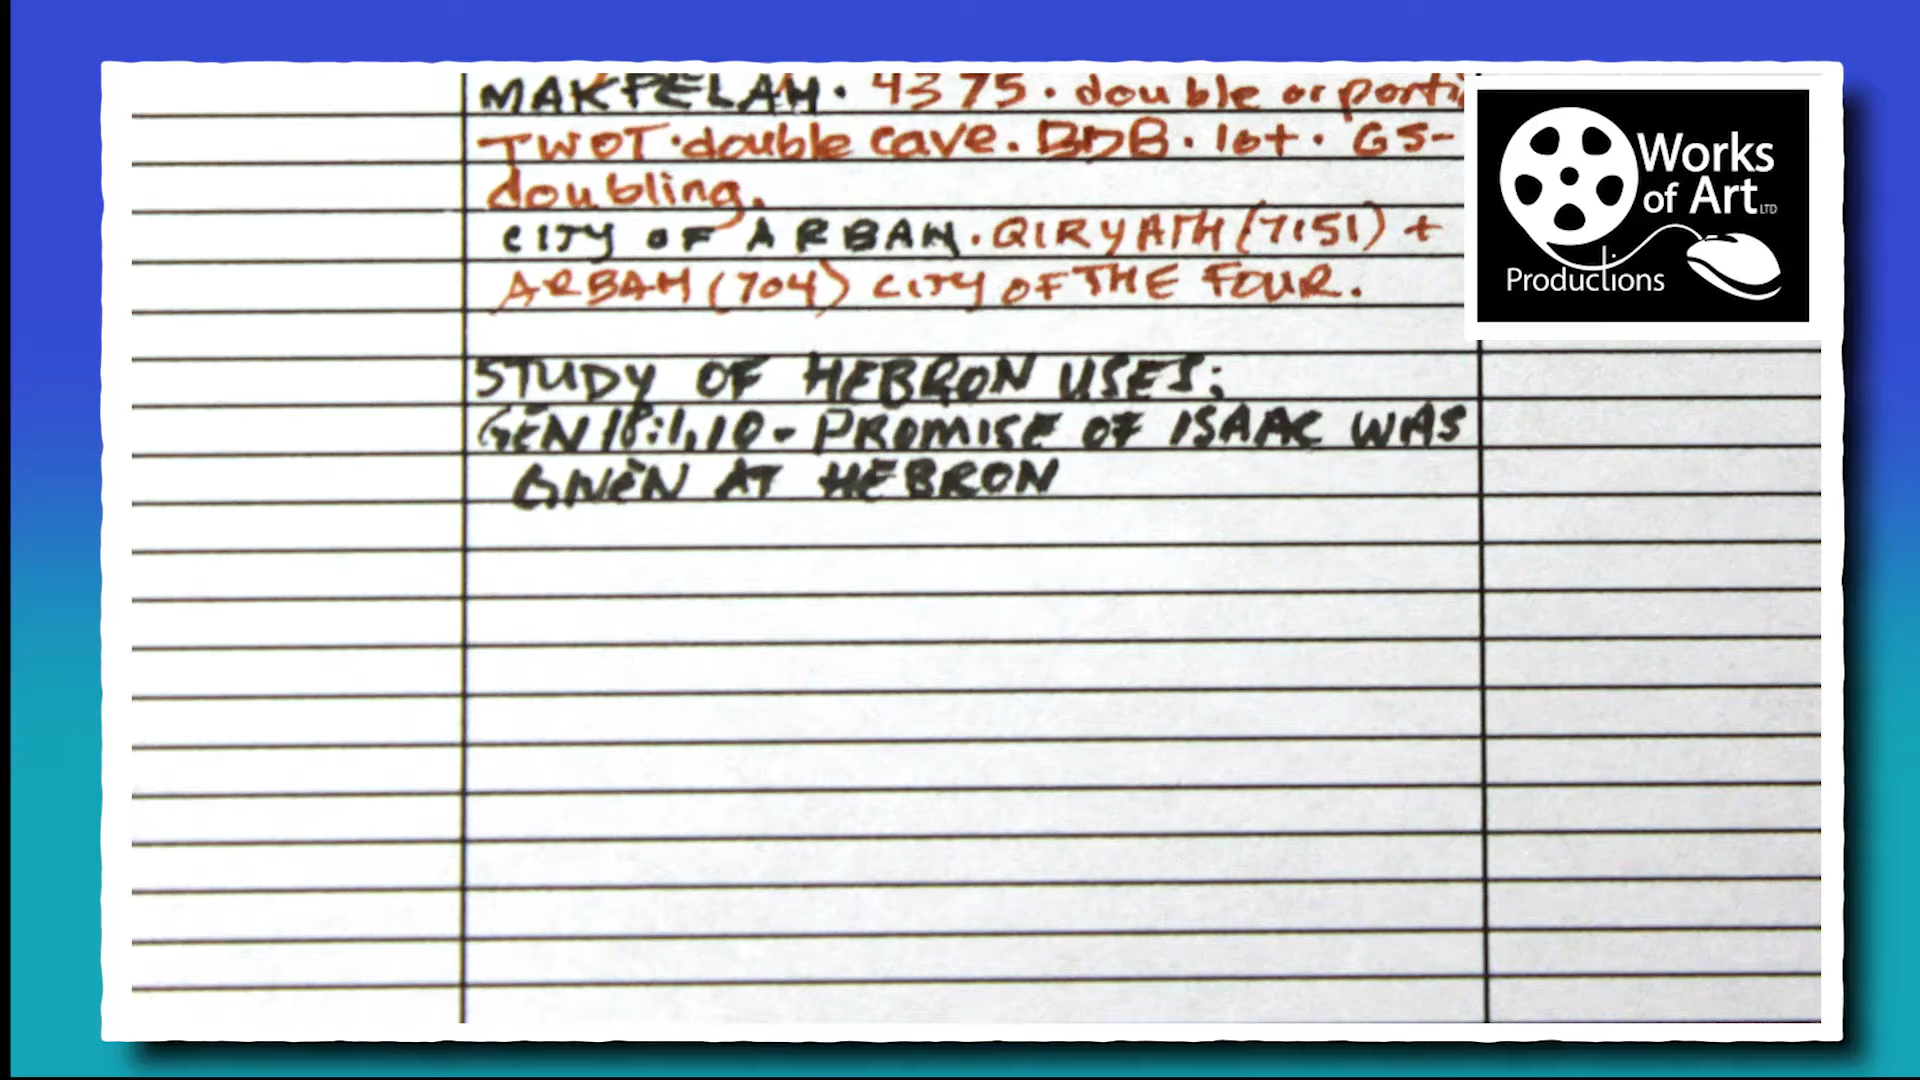 MAKPELAH. 4375. double or porti
TWOT. double cave. BDB. lot. GS-
doubling.
CITY OF ARBAH. QIRYATH (7151) +
ARBAH (704) CITY OF THE FOUR.
STUDY OF HEBRON USES:
GEN 18:1,10 - PROMISE OF ISAAC WAS
GIVEN AT HEBRON
Works
of Art LTD
Productions